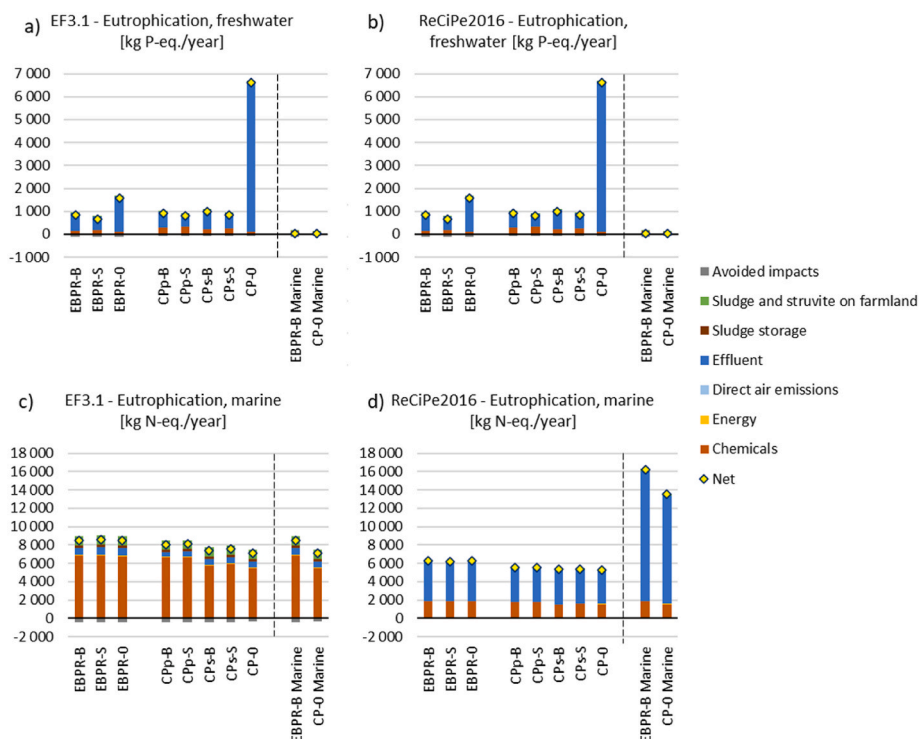 a) EF3.1 - Eutrophication, freshwater
[kg P-eq./year]
7 000
6 000
5 000
4 000
3 000
2 000
1 000
0
-1 000
EBPR-B
EBPR-S
EBPR-0
CPp-B
CPp-S
CPs-B
CPs-S
CP-0
EBPR-B Marine
CP-0 Marine
b) ReCiPe2016 - Eutrophication,
freshwater [kg P-eq./year]
7 000
6 000
5 000
4 000
3 000
2 000
1 000
0
-1 000
EBPR-B
EBPR-S
EBPR-0
CPp-B
CPp-S
CPs-B
CPs-S
CP-0
EBPR-B Marine
CP-0 Marine
c) EF3.1 - Eutrophication, marine
[kg N-eq./year]
18 000
16 000
14 000
12 000
10 000
8 000
6 000
4 000
2 000
0
-2 000
EBPR-B
EBPR-S
EBPR-0
CPp-B
CPp-S
CPs-B
CPs-S
CP-0
EBPR-B Marine
CP-0 Marine
d) ReCiPe2016 - Eutrophication, marine
[kg N-eq./year]
18 000
16 000
14 000
12 000
10 000
8 000
6 000
4 000
2 000
0
-2 000
EBPR-B
EBPR-S
EBPR-0
CPp-B
CPp-S
CPs-B
CPs-S
CP-0
EBPR-B Marine
CP-0 Marine
Avoided impacts
Sludge and struvite on farmland
Sludge storage
Effluent
Direct air emissions
Energy
Chemicals
Net